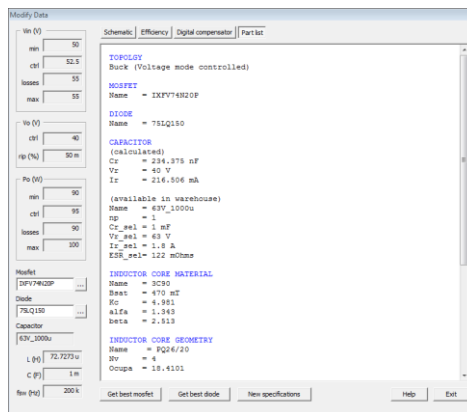 Modify Data
Vin (V)
min 50
ctrl 52.5
losses 55
max 55
Vo (V)
ctrl 40
rip (%) 50 m
Po (W)
min 90
ctrl 95
losses 90
max 100
Mosfet
IXFV74N20P ...
Diode
75LQ150 ...
Capacitor
63V_1000u
L (H) 72.7273 u
C (F) 1 m
fsw (Hz) 200 k
Schematic Efficiency Digital compensator Part list
TOPOLGY
Buck (Voltage mode controlled)
MOSFET
Name = IXFV74N20P
DIODE
Name = 75LQ150
CAPACITOR
(calculated)
Cr = 234.375 nF
Vr = 40 V
Ir = 216.506 mA
(available in warehouse)
Name = 63V_1000u
np = 1
Cr_sel = 1 mF
Vr_sel = 63 V
Ir_sel = 1.8 A
ESR_sel= 122 mOhms
INDUCTOR CORE MATERIAL
Name = 3C90
Bsat = 470 mT
Kc = 4.981
alfa = 1.343
beta = 2.513
INDUCTOR CORE GEOMETRY
Name = PQ26/20
Nv = 4
Ocupa = 18.4101
Get best mosfet Get best diode New specifications Help Exit